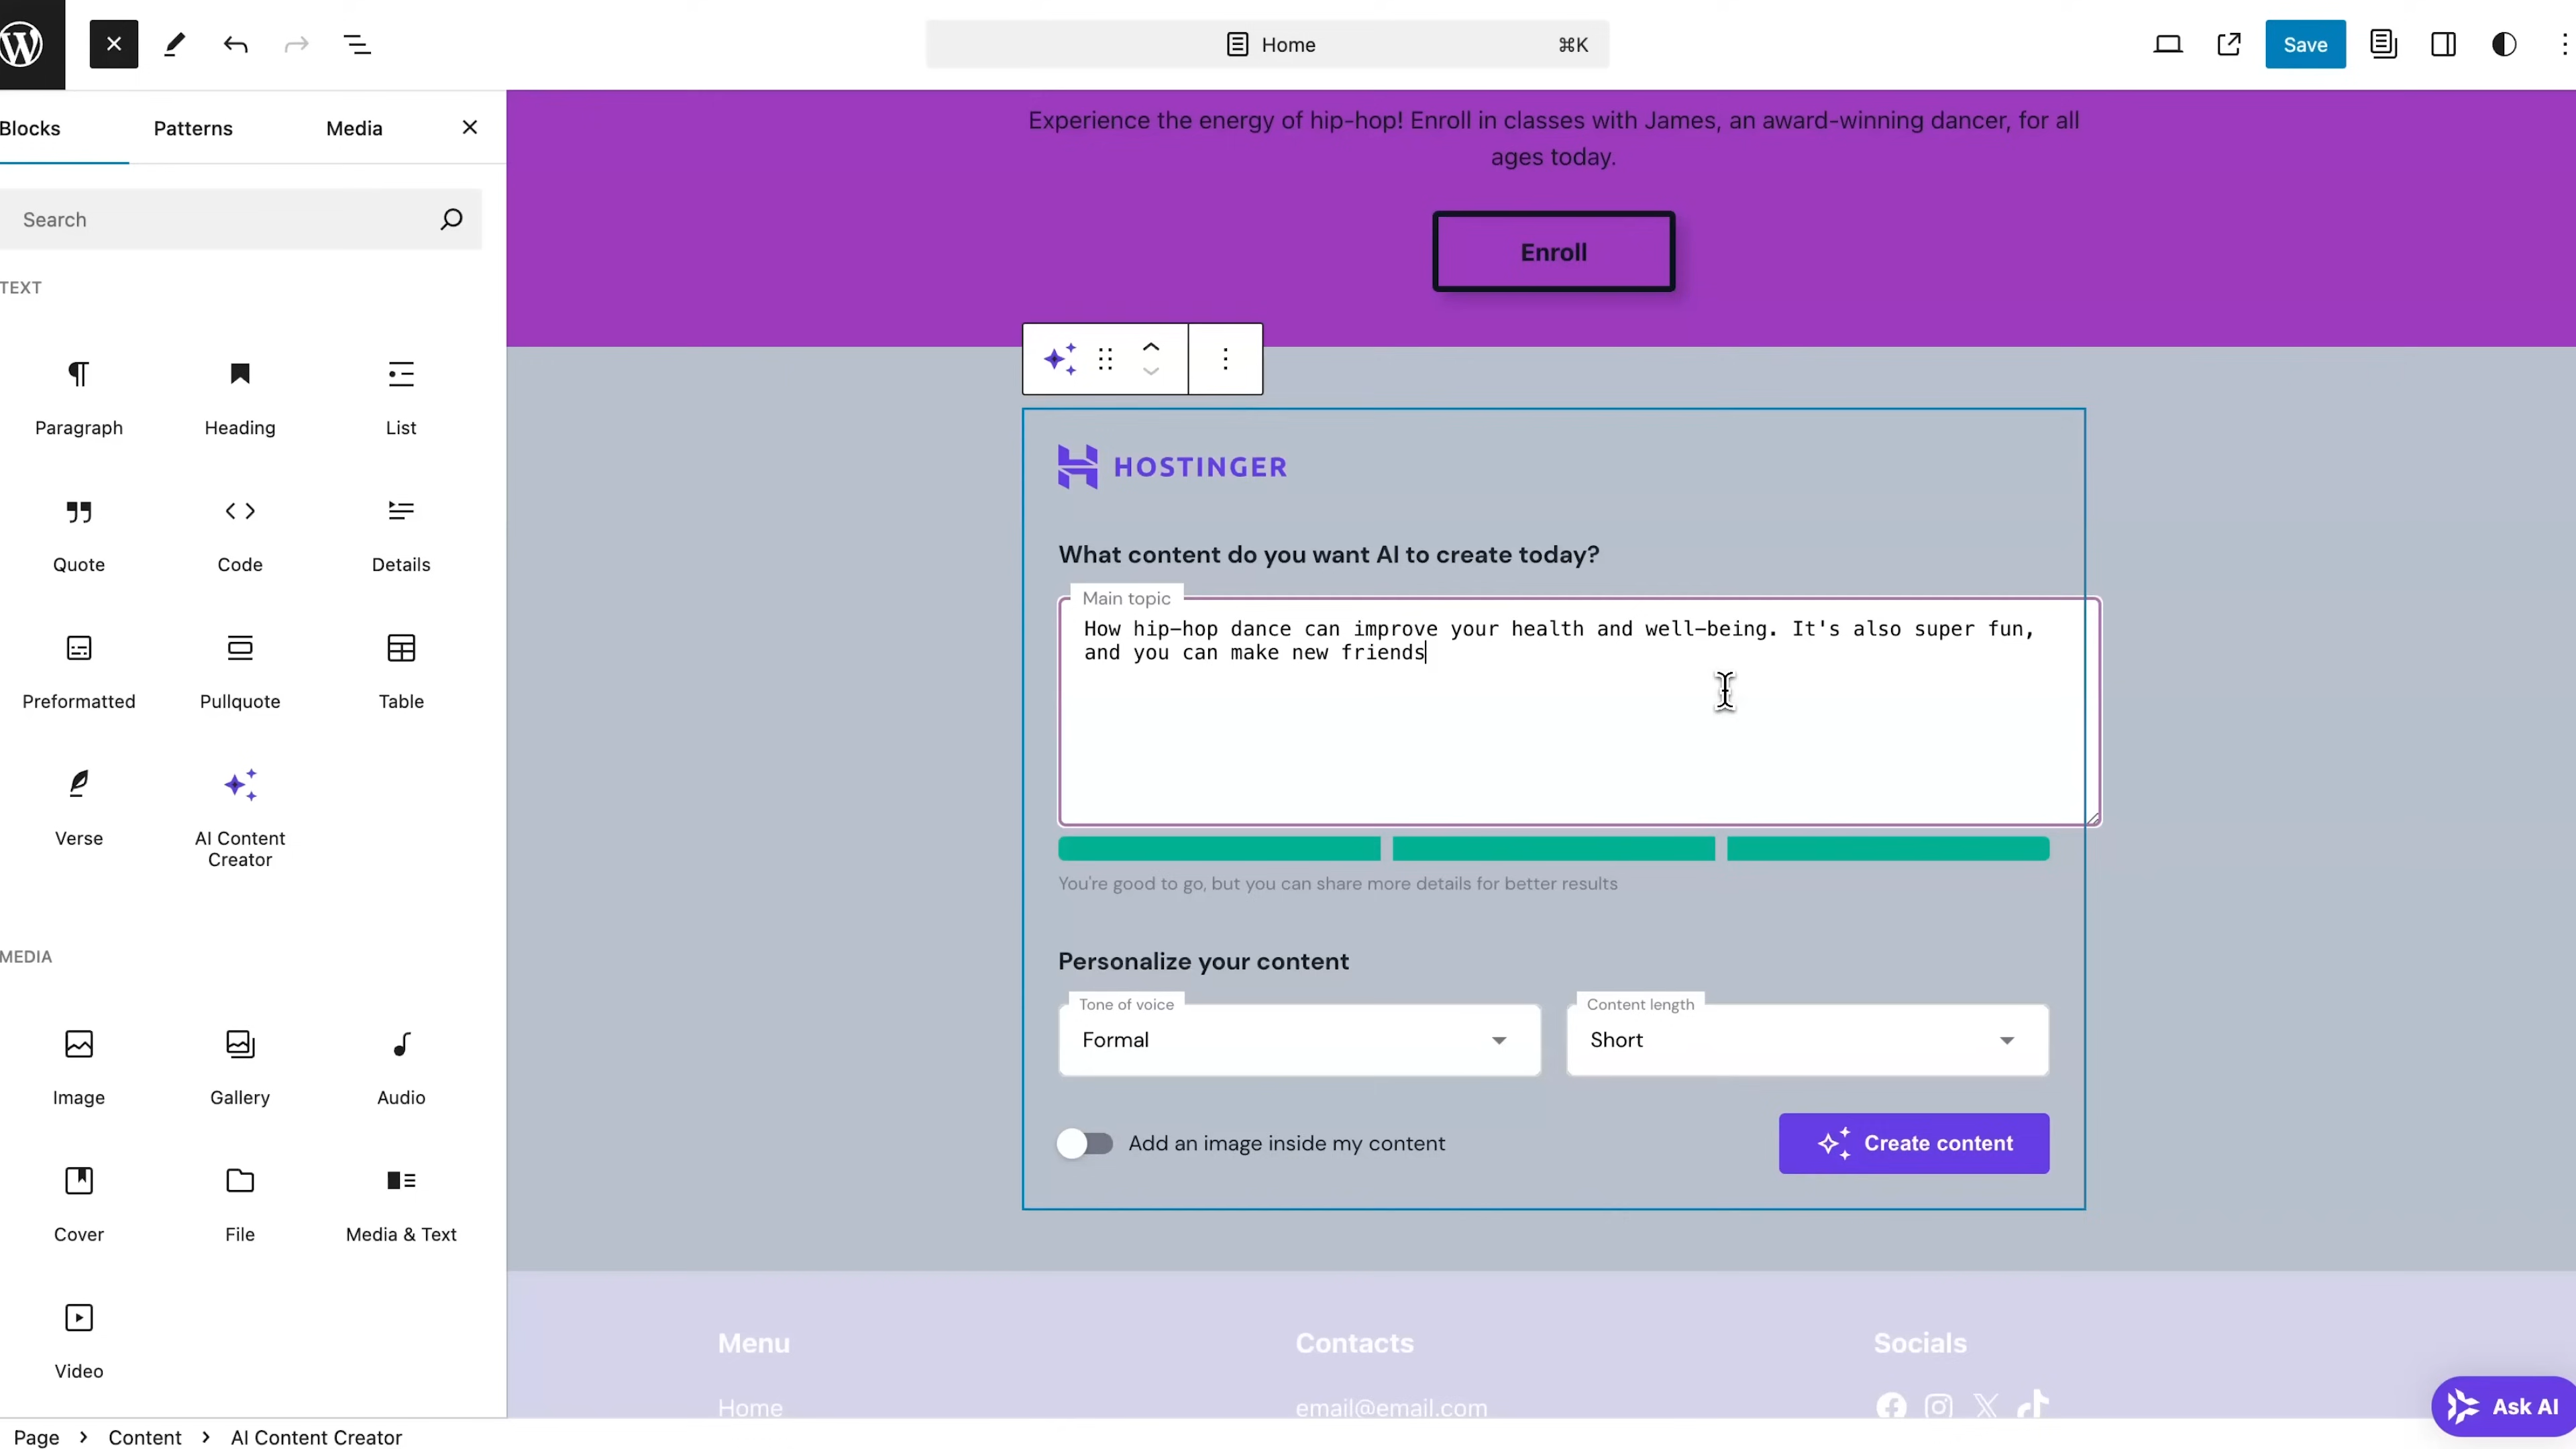 Home
⌘K
Save
Blocks
Patterns
Media
Search
TEXT
Paragraph
Heading
List
Quote
Code
Details
Preformatted
Pullquote
Table
Verse
AI Content
Creator
MEDIA
Image
Gallery
Audio
Cover
File
Media & Text
Video
Experience the energy of hip-hop! Enroll in classes with James, an award-winning dancer, for all
ages today.
Enroll
HOSTINGER
What content do you want AI to create today?
Main topic
How hip-hop dance can improve your health and well-being. It's also super fun,
and you can make new friends
You're good to go, but you can share more details for better results
Personalize your content
Tone of voice
Formal
Content length
Short
Add an image inside my content
Create content
Menu
Contacts
Socials
Home
email@email.com
Ask AI
Page > Content > AI Content Creator